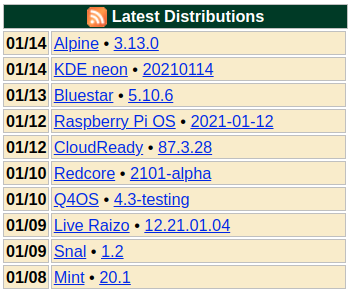 Latest Distributions
01/14 Alpine • 3.13.0
01/14 KDE neon • 20210114
01/13 Bluestar • 5.10.6
01/12 Raspberry Pi OS • 2021-01-12
01/12 CloudReady • 87.3.28
01/10 Redcore • 2101-alpha
01/10 Q4OS • 4.3-testing
01/09 Live Raizo • 12.21.01.04
01/09 Snal • 1.2
01/08 Mint • 20.1